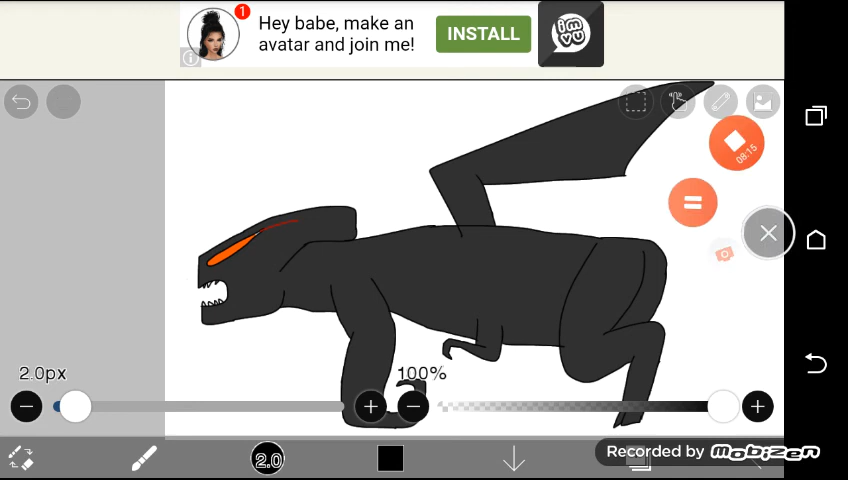 1
Hey babe, make an
avatar and join me!
INSTALL
imvu
08:15
2.0px
100%
2.0
Recorded by MOBIZEN